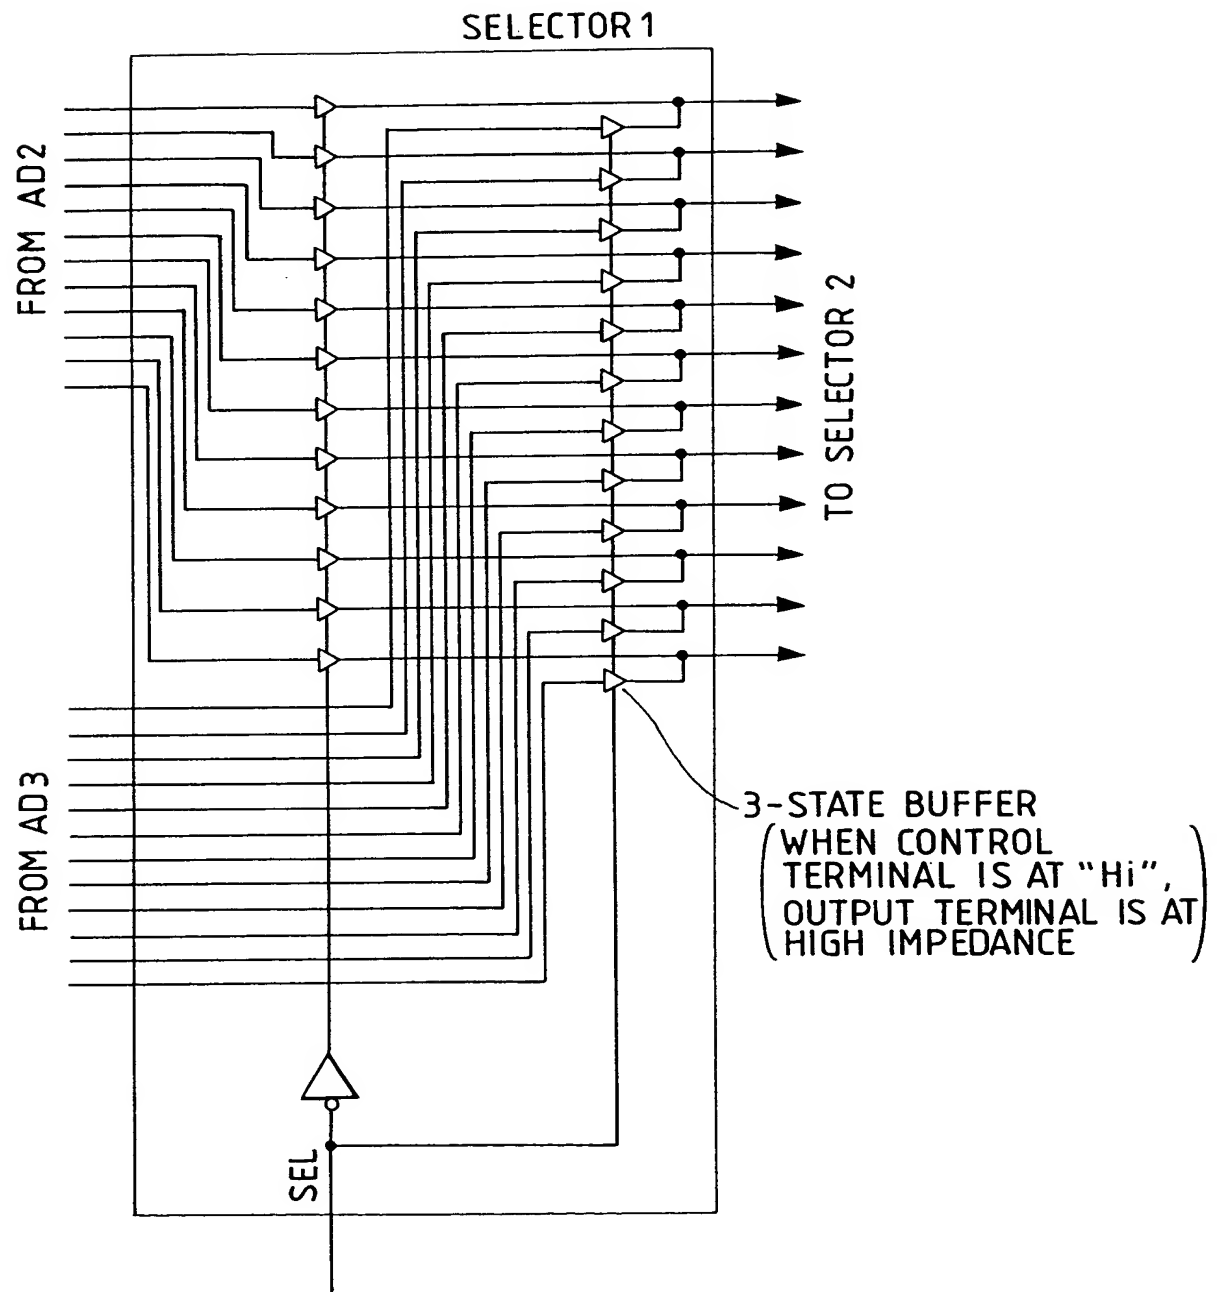 SELECTOR 1
FROM AD2
TO SELECTOR 2
FROM AD3
3-STATE BUFFER
(WHEN CONTROL
TERMINAL IS AT "Hi",
OUTPUT TERMINAL IS AT
HIGH IMPEDANCE)
SEL